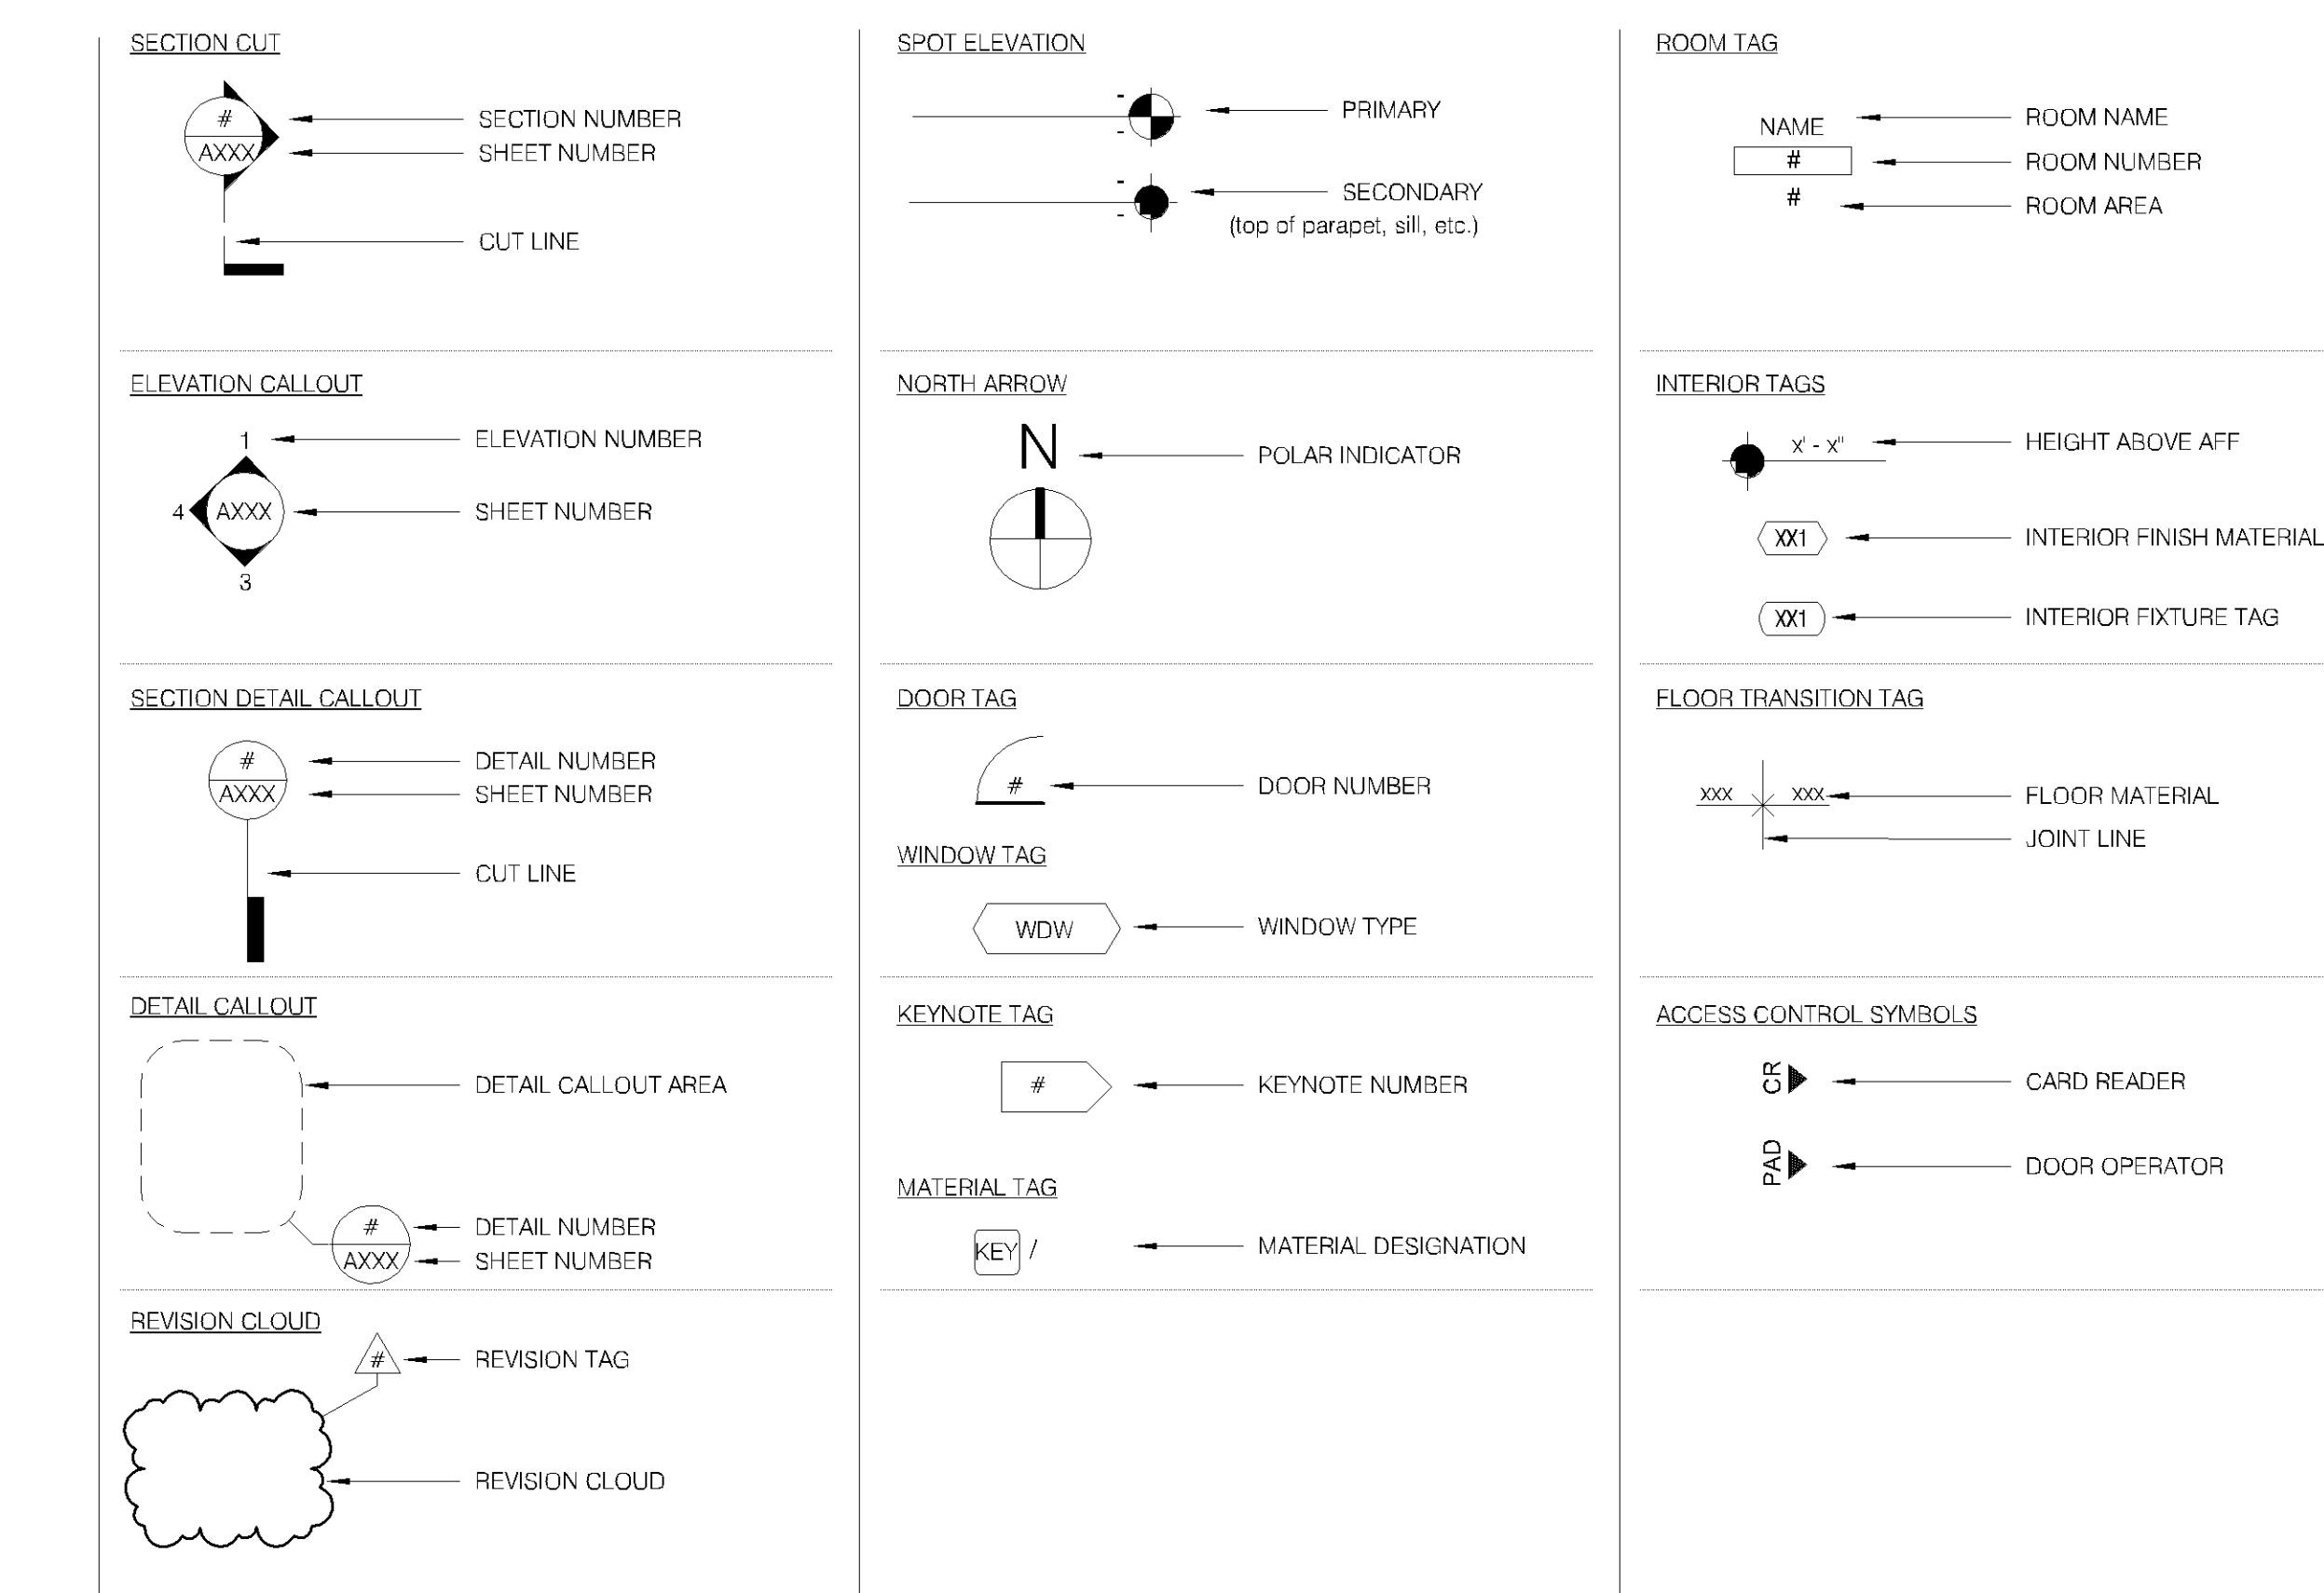 SECTION CUT
#
SECTION NUMBER
AXXX
SHEET NUMBER
CUT LINE
ELEVATION CALLOUT
1
ELEVATION NUMBER
4
AXXX
SHEET NUMBER
3
SECTION DETAIL CALLOUT
#
DETAIL NUMBER
AXXX
SHEET NUMBER
CUT LINE
DETAIL CALLOUT
DETAIL CALLOUT AREA
#
DETAIL NUMBER
AXXX
SHEET NUMBER
REVISION CLOUD
#
REVISION TAG
REVISION CLOUD
SPOT ELEVATION
-
PRIMARY
-
-
SECONDARY
-
(top of parapet, sill, etc.)
NORTH ARROW
N
POLAR INDICATOR
DOOR TAG
#
DOOR NUMBER
WINDOW TAG
WDW
WINDOW TYPE
KEYNOTE TAG
#
KEYNOTE NUMBER
MATERIAL TAG
KEY /
MATERIAL DESIGNATION
ROOM TAG
NAME
ROOM NAME
#
ROOM NUMBER
#
ROOM AREA
INTERIOR TAGS
X' - X"
HEIGHT ABOVE AFF
XX1
INTERIOR FINISH MATERIAL
XX1
INTERIOR FIXTURE TAG
FLOOR TRANSITION TAG
XXX XXX
FLOOR MATERIAL
JOINT LINE
ACCESS CONTROL SYMBOLS
CR
CARD READER
PAD
DOOR OPERATOR